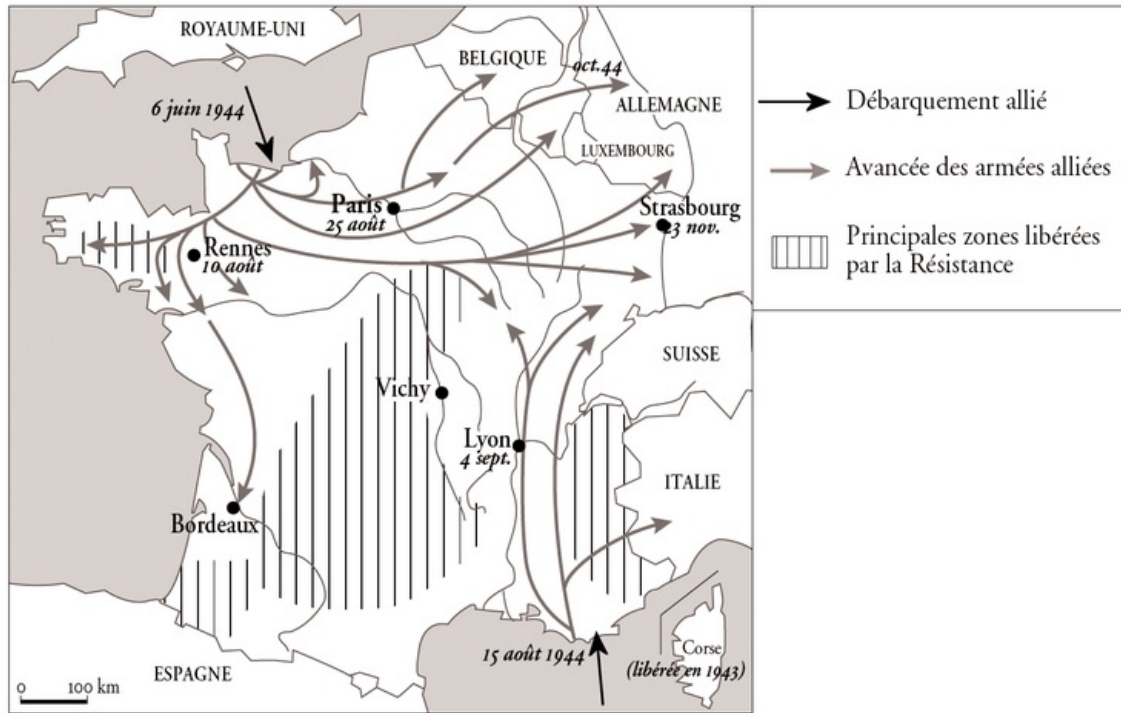 ROYAUME-UNI
BELGIQUE
oct.44
6 juin 1944
ALLEMAGNE
LUXEMBOURG
Paris
25 août
Strasbourg
23 nov.
Rennes
10 août
SUISSE
Vichy
Lyon
4 sept.
ITALIE
Bordeaux
15 août 1944
Corse
(libérée en 1943)
ESPAGNE
0 100 km
Débarquement allié
Avancée des armées alliées
Principales zones libérées
par la Résistance